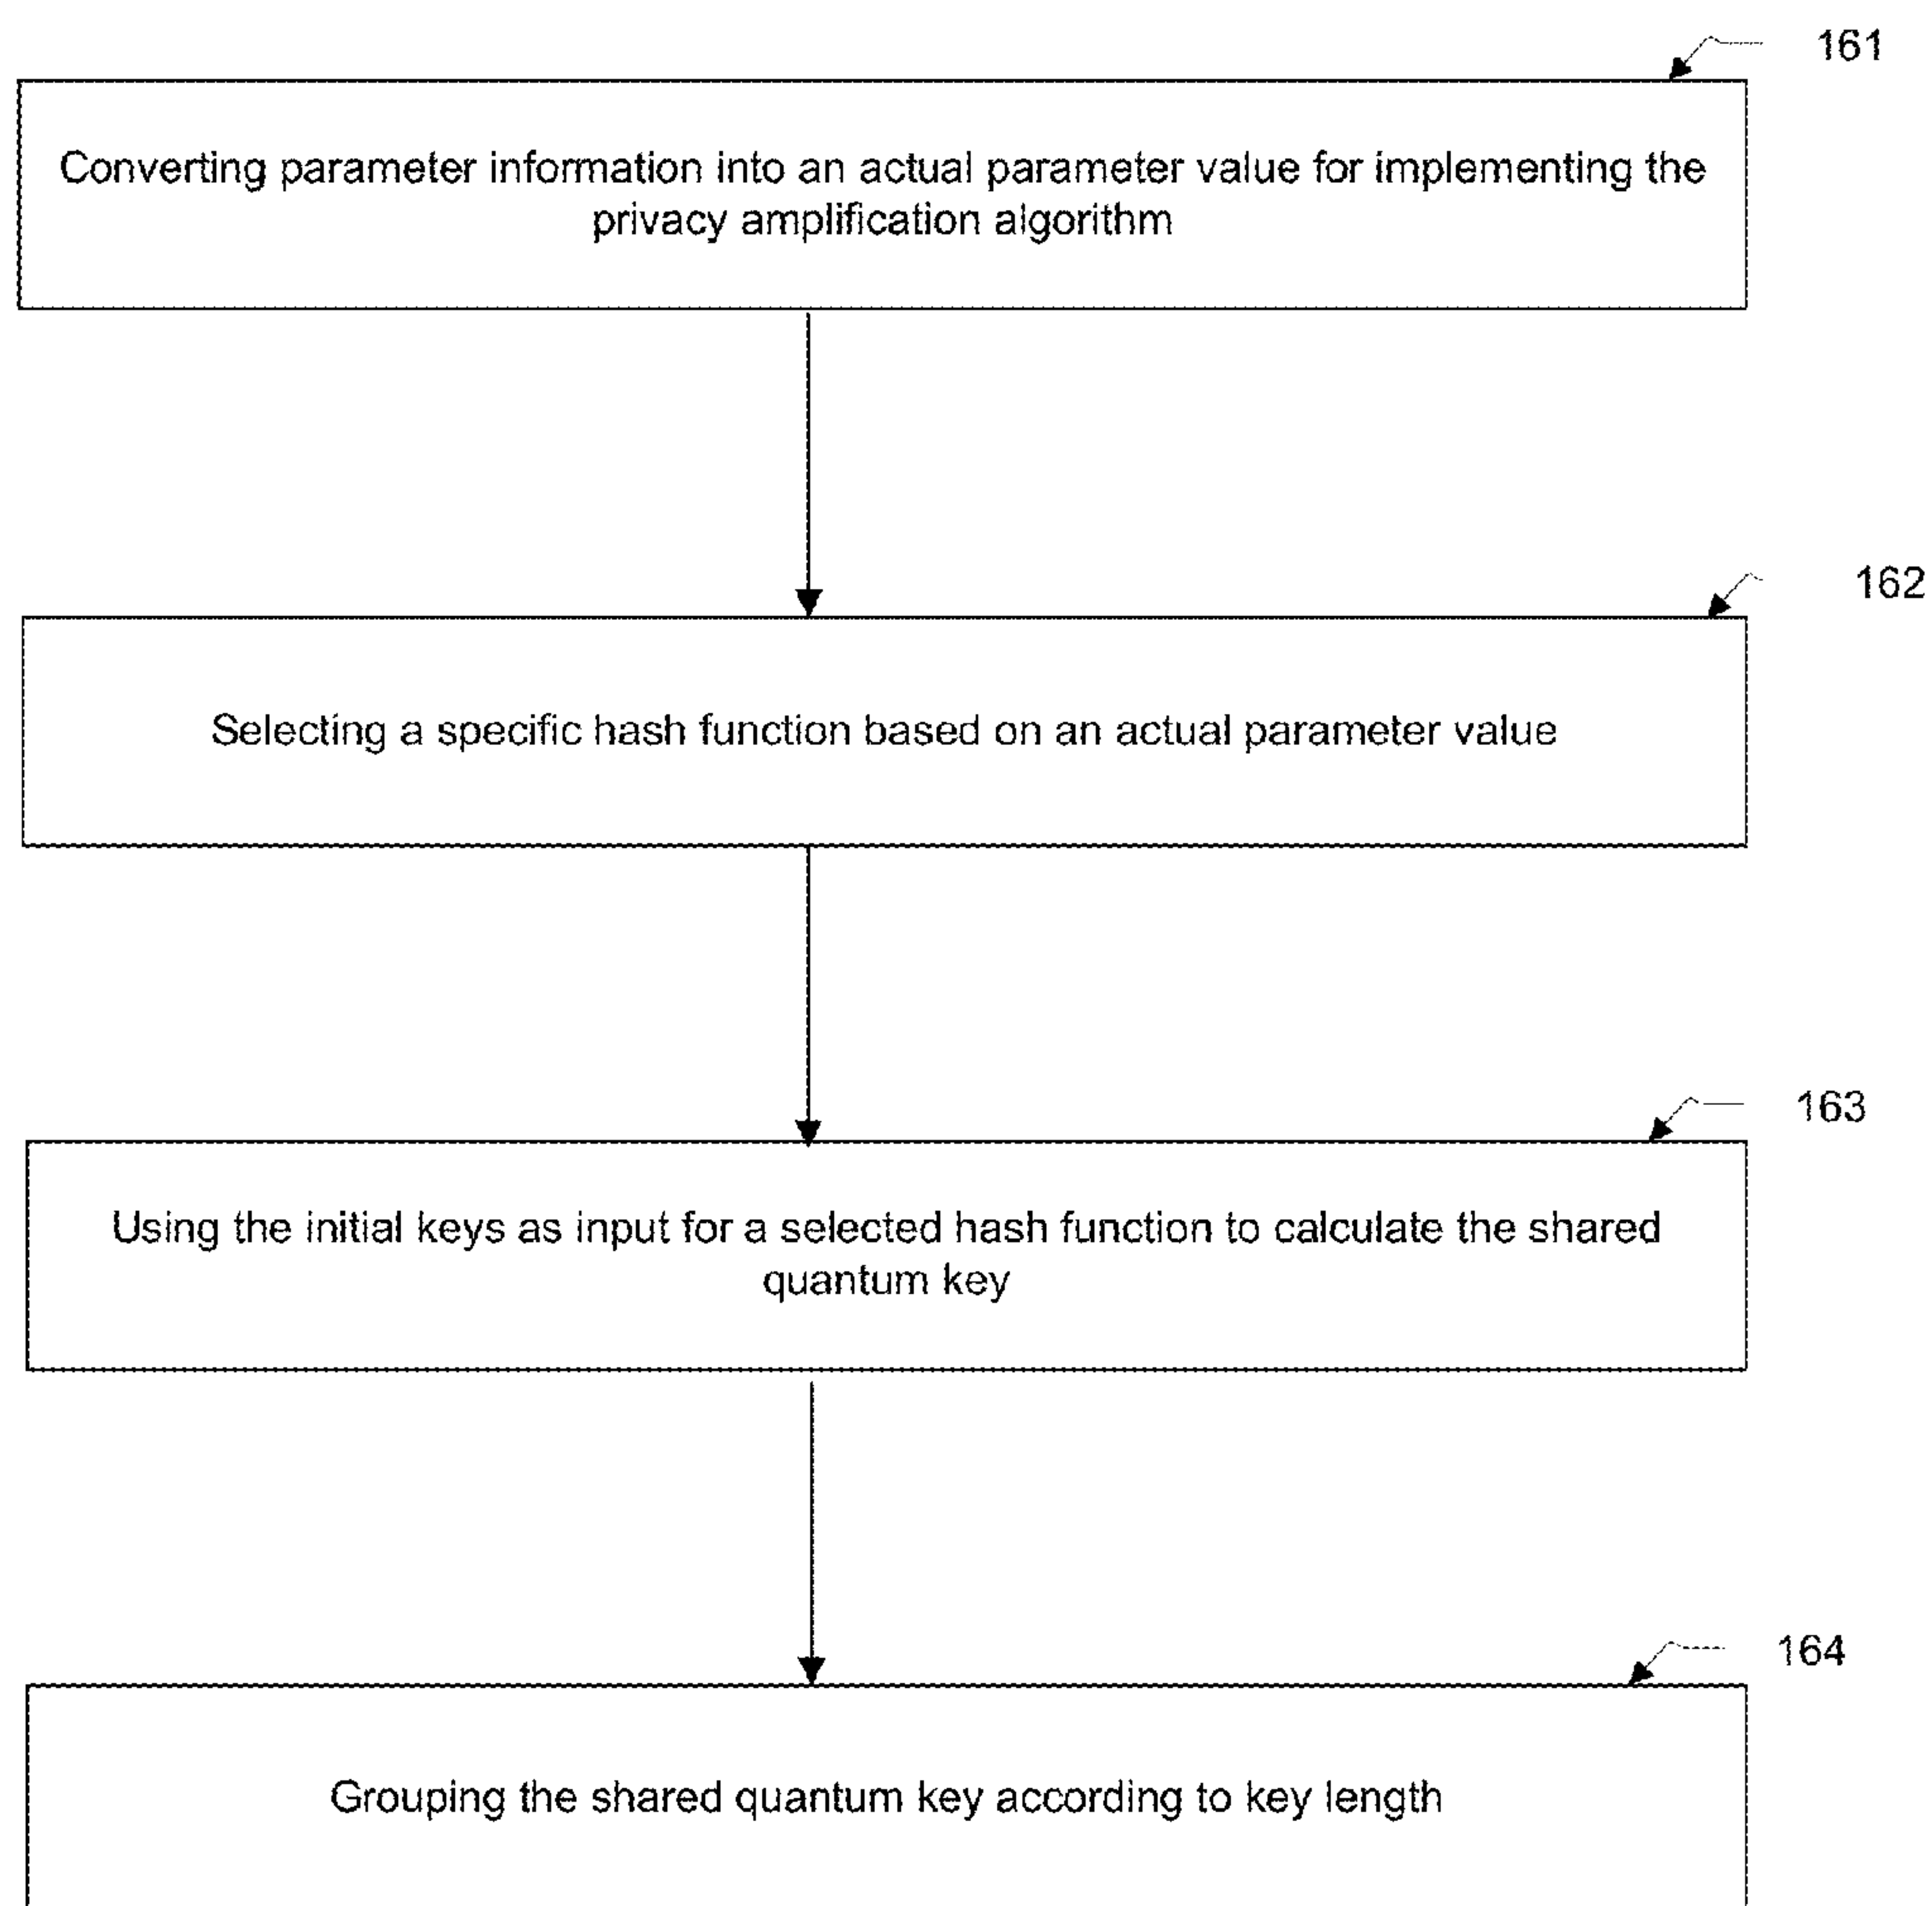 161
Converting parameter information into an actual parameter value for implementing the
privacy amplification algorithm
162
Selecting a specific hash function based on an actual parameter value
163
Using the initial keys as input for a selected hash function to calculate the shared
quantum key
164
Grouping the shared quantum key according to key length